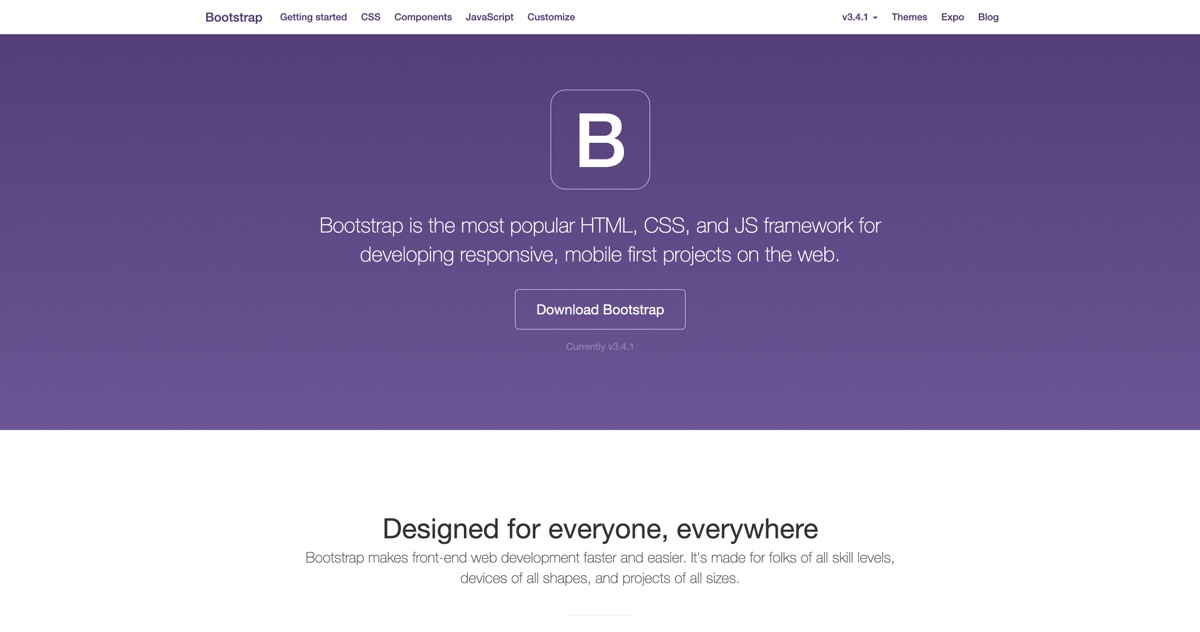 Bootstrap Getting started CSS Components JavaScript Customize v3.4.1 Themes Expo Blog
B
Bootstrap is the most popular HTML, CSS, and JS framework for
developing responsive, mobile first projects on the web.
Download Bootstrap
Currently v3.4.1
Designed for everyone, everywhere
Bootstrap makes front-end web development faster and easier. It's made for folks of all skill levels,
devices of all shapes, and projects of all sizes.